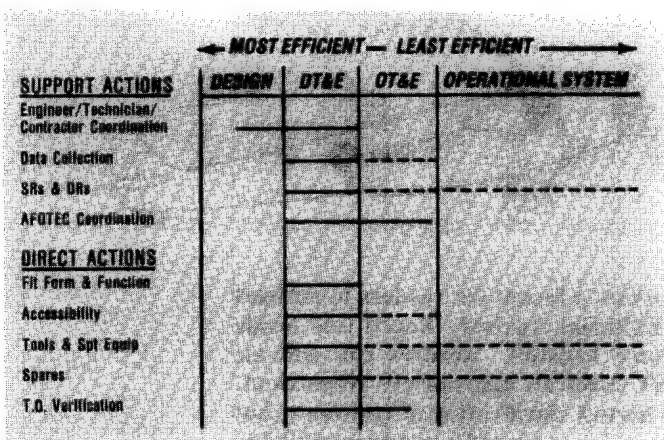 MOST EFFICIENT — LEAST EFFICIENT
SUPPORT ACTIONS DESIGN DT&E OT&E OPERATIONAL SYSTEM
Engineer/Technician/
Contractor Coordination
Data Collection
SRs & DRs
AFOTEC Coordination
DIRECT ACTIONS
Fit Form & Function
Accessibility
Tools & Spt Equip
Spares
T.O. Verification